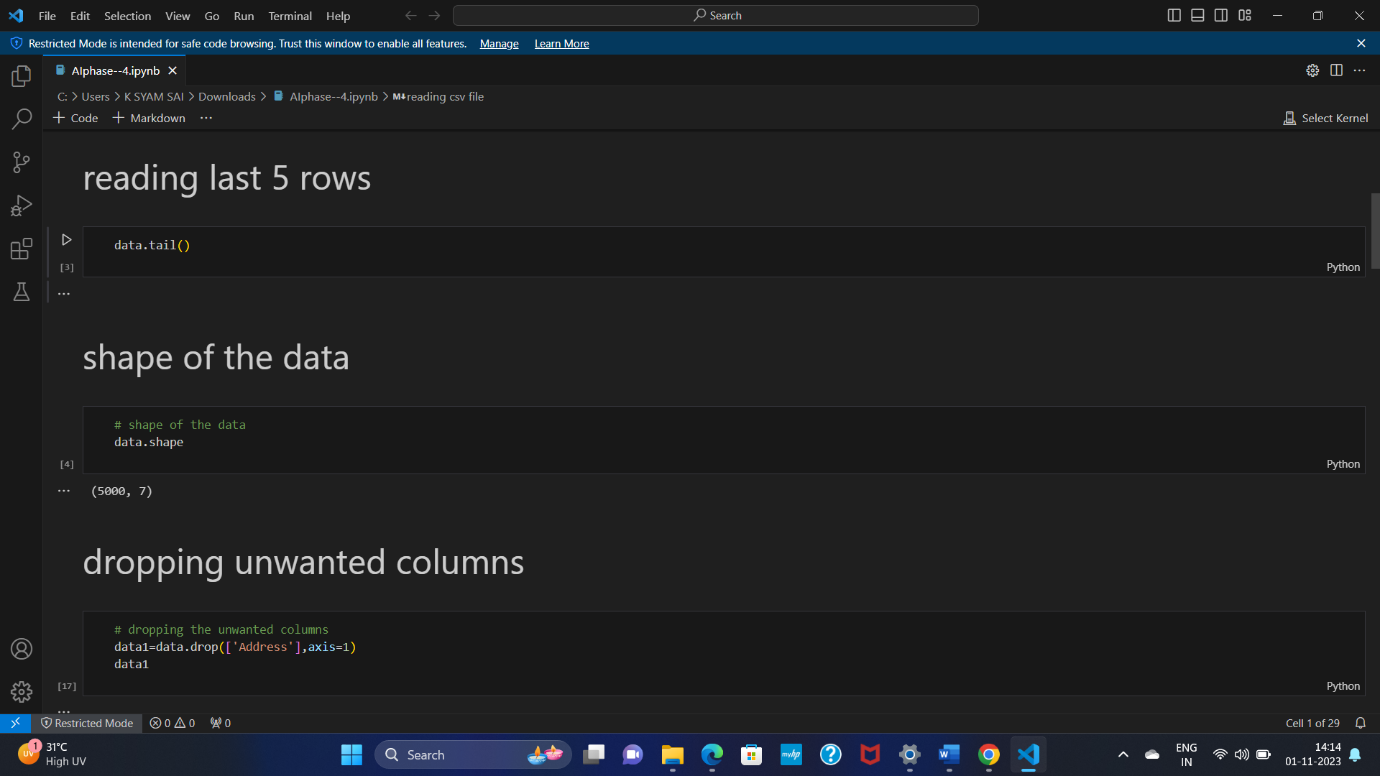 File Edit Selection View Go Run Terminal Help Search
Restricted Mode is intended for safe code browsing. Trust this window to enable all features. Manage Learn More
AIphase--4.ipynb
C: > Users > K SYAM SAI > Downloads > AIphase--4.ipynb > M↓reading csv file
+ Code + Markdown ... Select Kernel
reading last 5 rows
data.tail()
[3] Python
...
shape of the data
# shape of the data
data.shape
[4] Python
... (5000, 7)
dropping unwanted columns
# dropping the unwanted columns
data1=data.drop(['Address'],axis=1)
data1
[17] Python
...
Restricted Mode 0 0 0 Cell 1 of 29
UV 1 31°C
High UV
Search
myhp
W
ENG
IN
14:14
01-11-2023